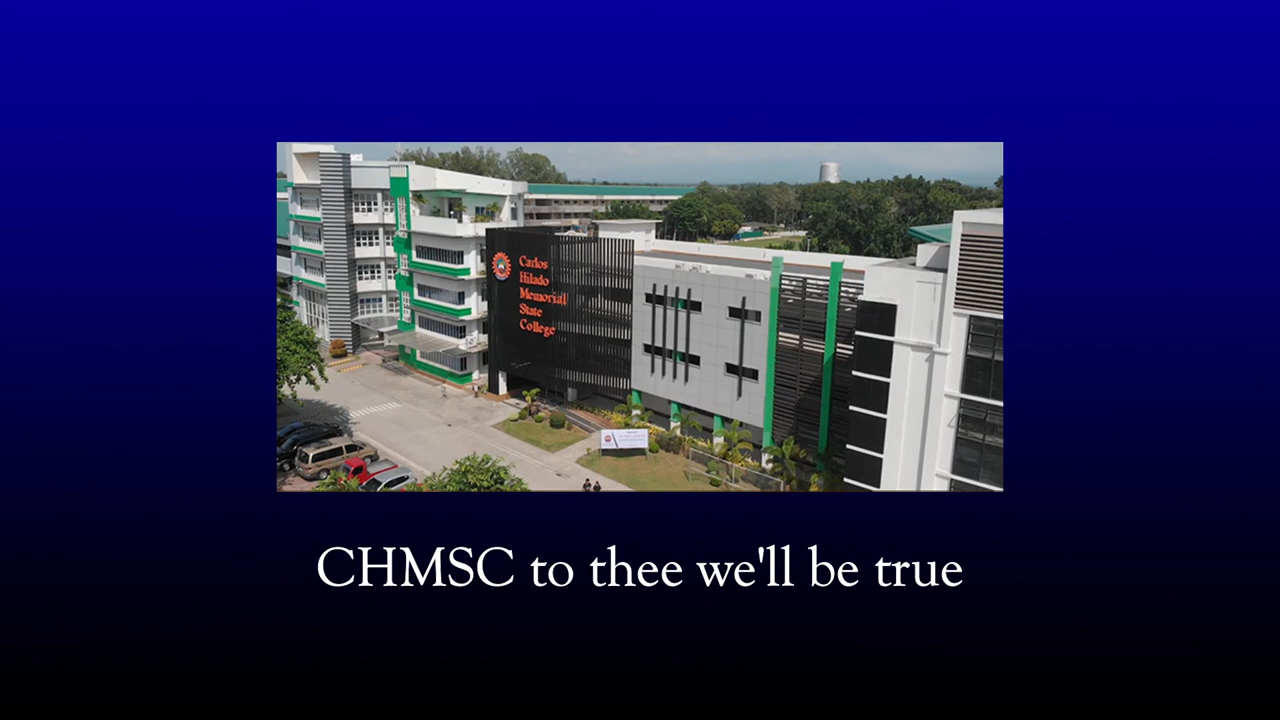 Carlos
Hilado
Memorial
State
College
CHMSC to thee we'll be true